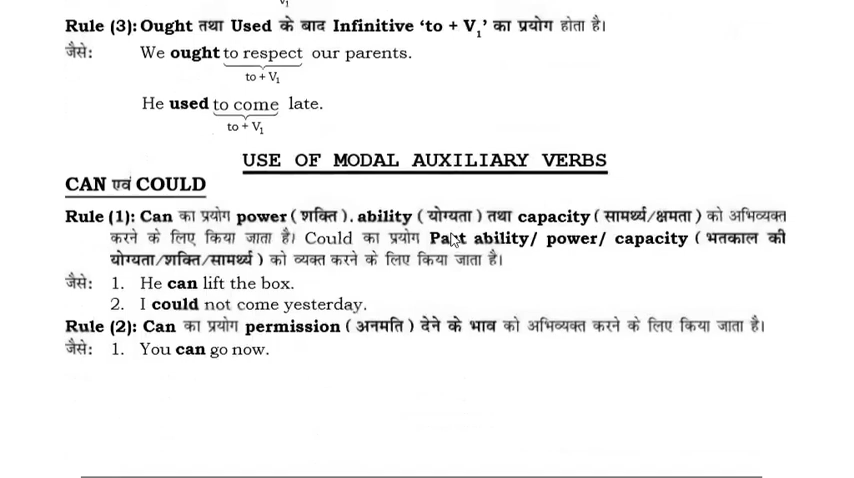 V₁
Rule (3): Ought तथा Used के बाद Infinitive ‘to + V₁’ का प्रयोग होता है।
जैसे: We ought to respect our parents.
to + V₁
He used to come late.
to + V₁
USE OF MODAL AUXILIARY VERBS
CAN एवं COULD
Rule (1): Can का प्रयोग power ( शक्ति ), ability ( योग्यता ) तथा capacity ( सामर्थ्य/क्षमता ) को अभिव्यक्त
करने के लिए किया जाता है। Could का प्रयोग Past ability/ power/ capacity ( भतकाल की
योग्यता/शक्ति/सामर्थ्य ) को व्यक्त करने के लिए किया जाता है।
जैसे: 1. He can lift the box.
2. I could not come yesterday.
Rule (2): Can का प्रयोग permission ( अनमति ) देने के भाव को अभिव्यक्त करने के लिए किया जाता है।
जैसे: 1. You can go now.